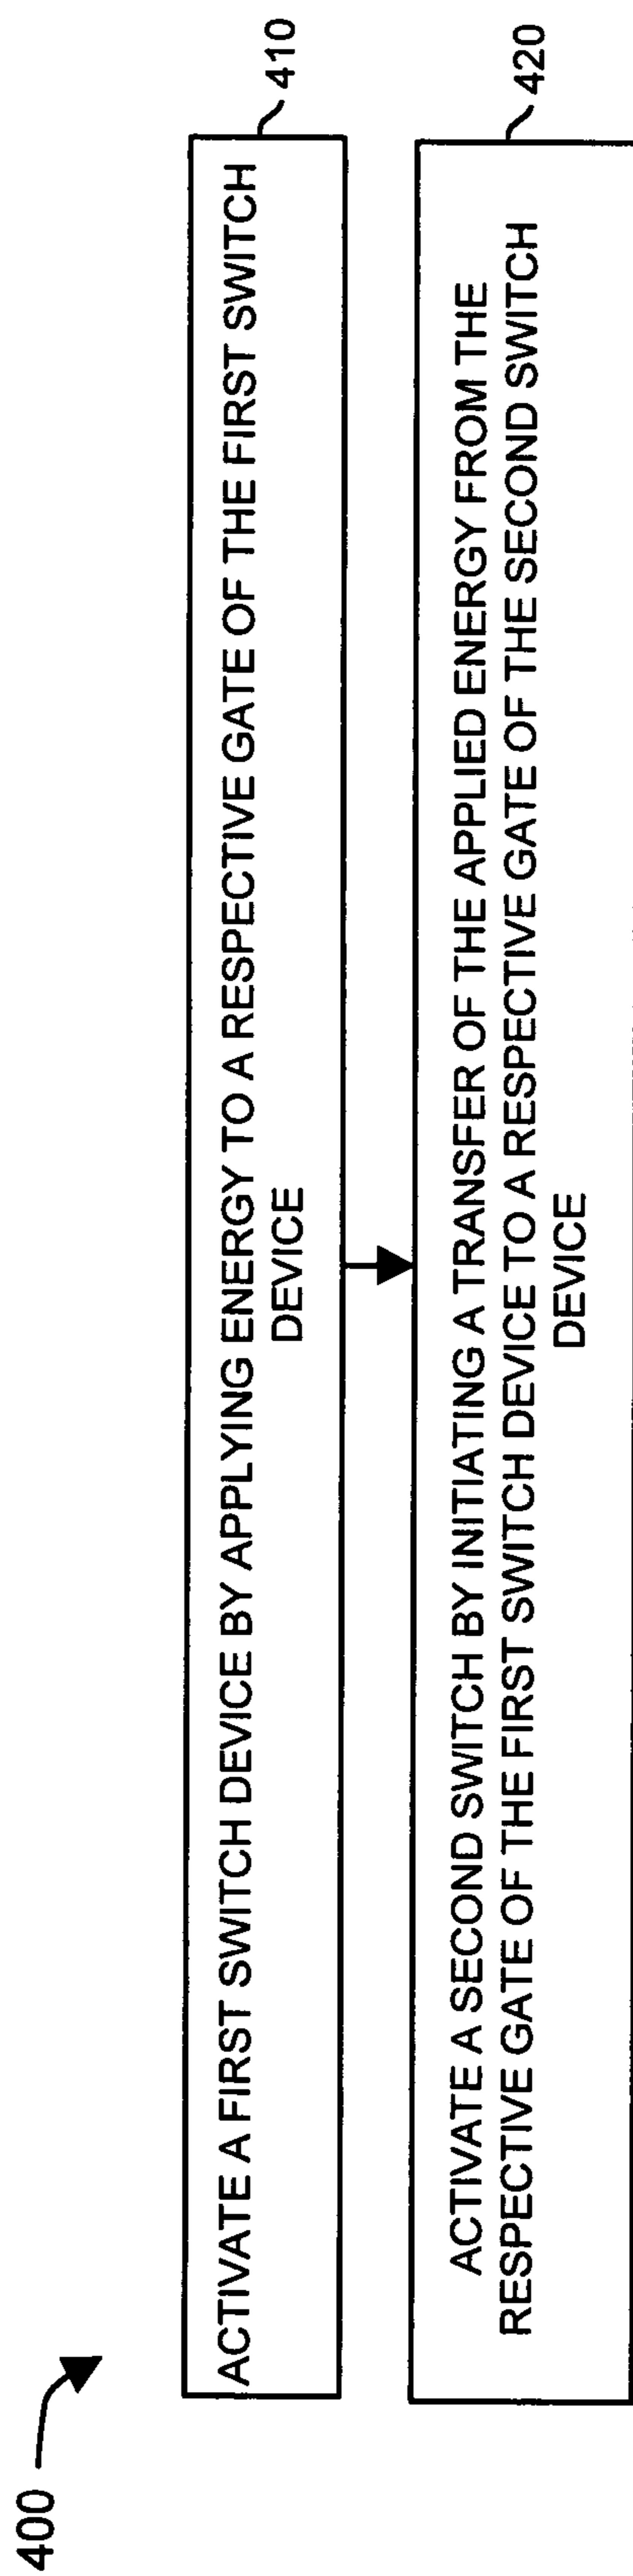 400
ACTIVATE A FIRST SWITCH DEVICE BY APPLYING ENERGY TO A RESPECTIVE GATE OF THE FIRST SWITCH
DEVICE
410
ACTIVATE A SECOND SWITCH BY INITIATING A TRANSFER OF THE APPLIED ENERGY FROM THE
RESPECTIVE GATE OF THE FIRST SWITCH DEVICE TO A RESPECTIVE GATE OF THE SECOND SWITCH
DEVICE
420